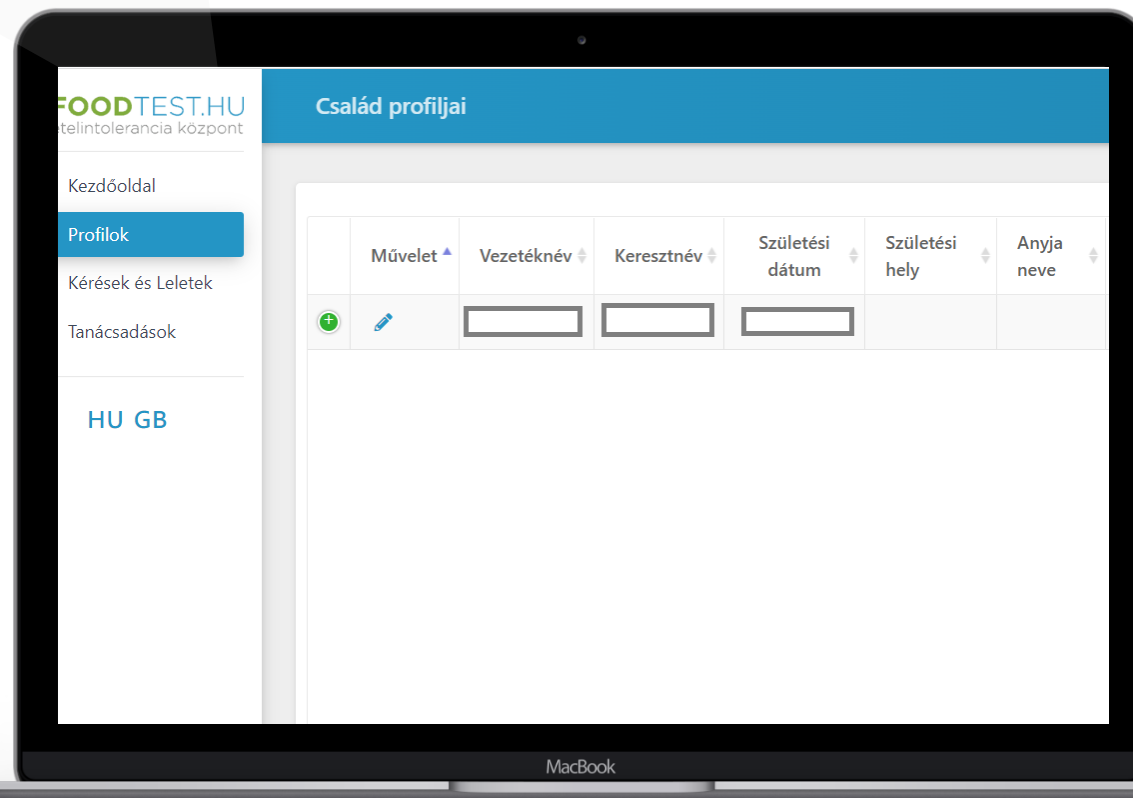 FOODTEST.HU
ételintolerancia központ
Család profiljai
Kezdőoldal
Profilok
Kérések és Leletek
Tanácsadások
HU GB
Művelet
Vezetéknév
Keresztnév
Születési
dátum
Születési
hely
Anyja
neve
MacBook